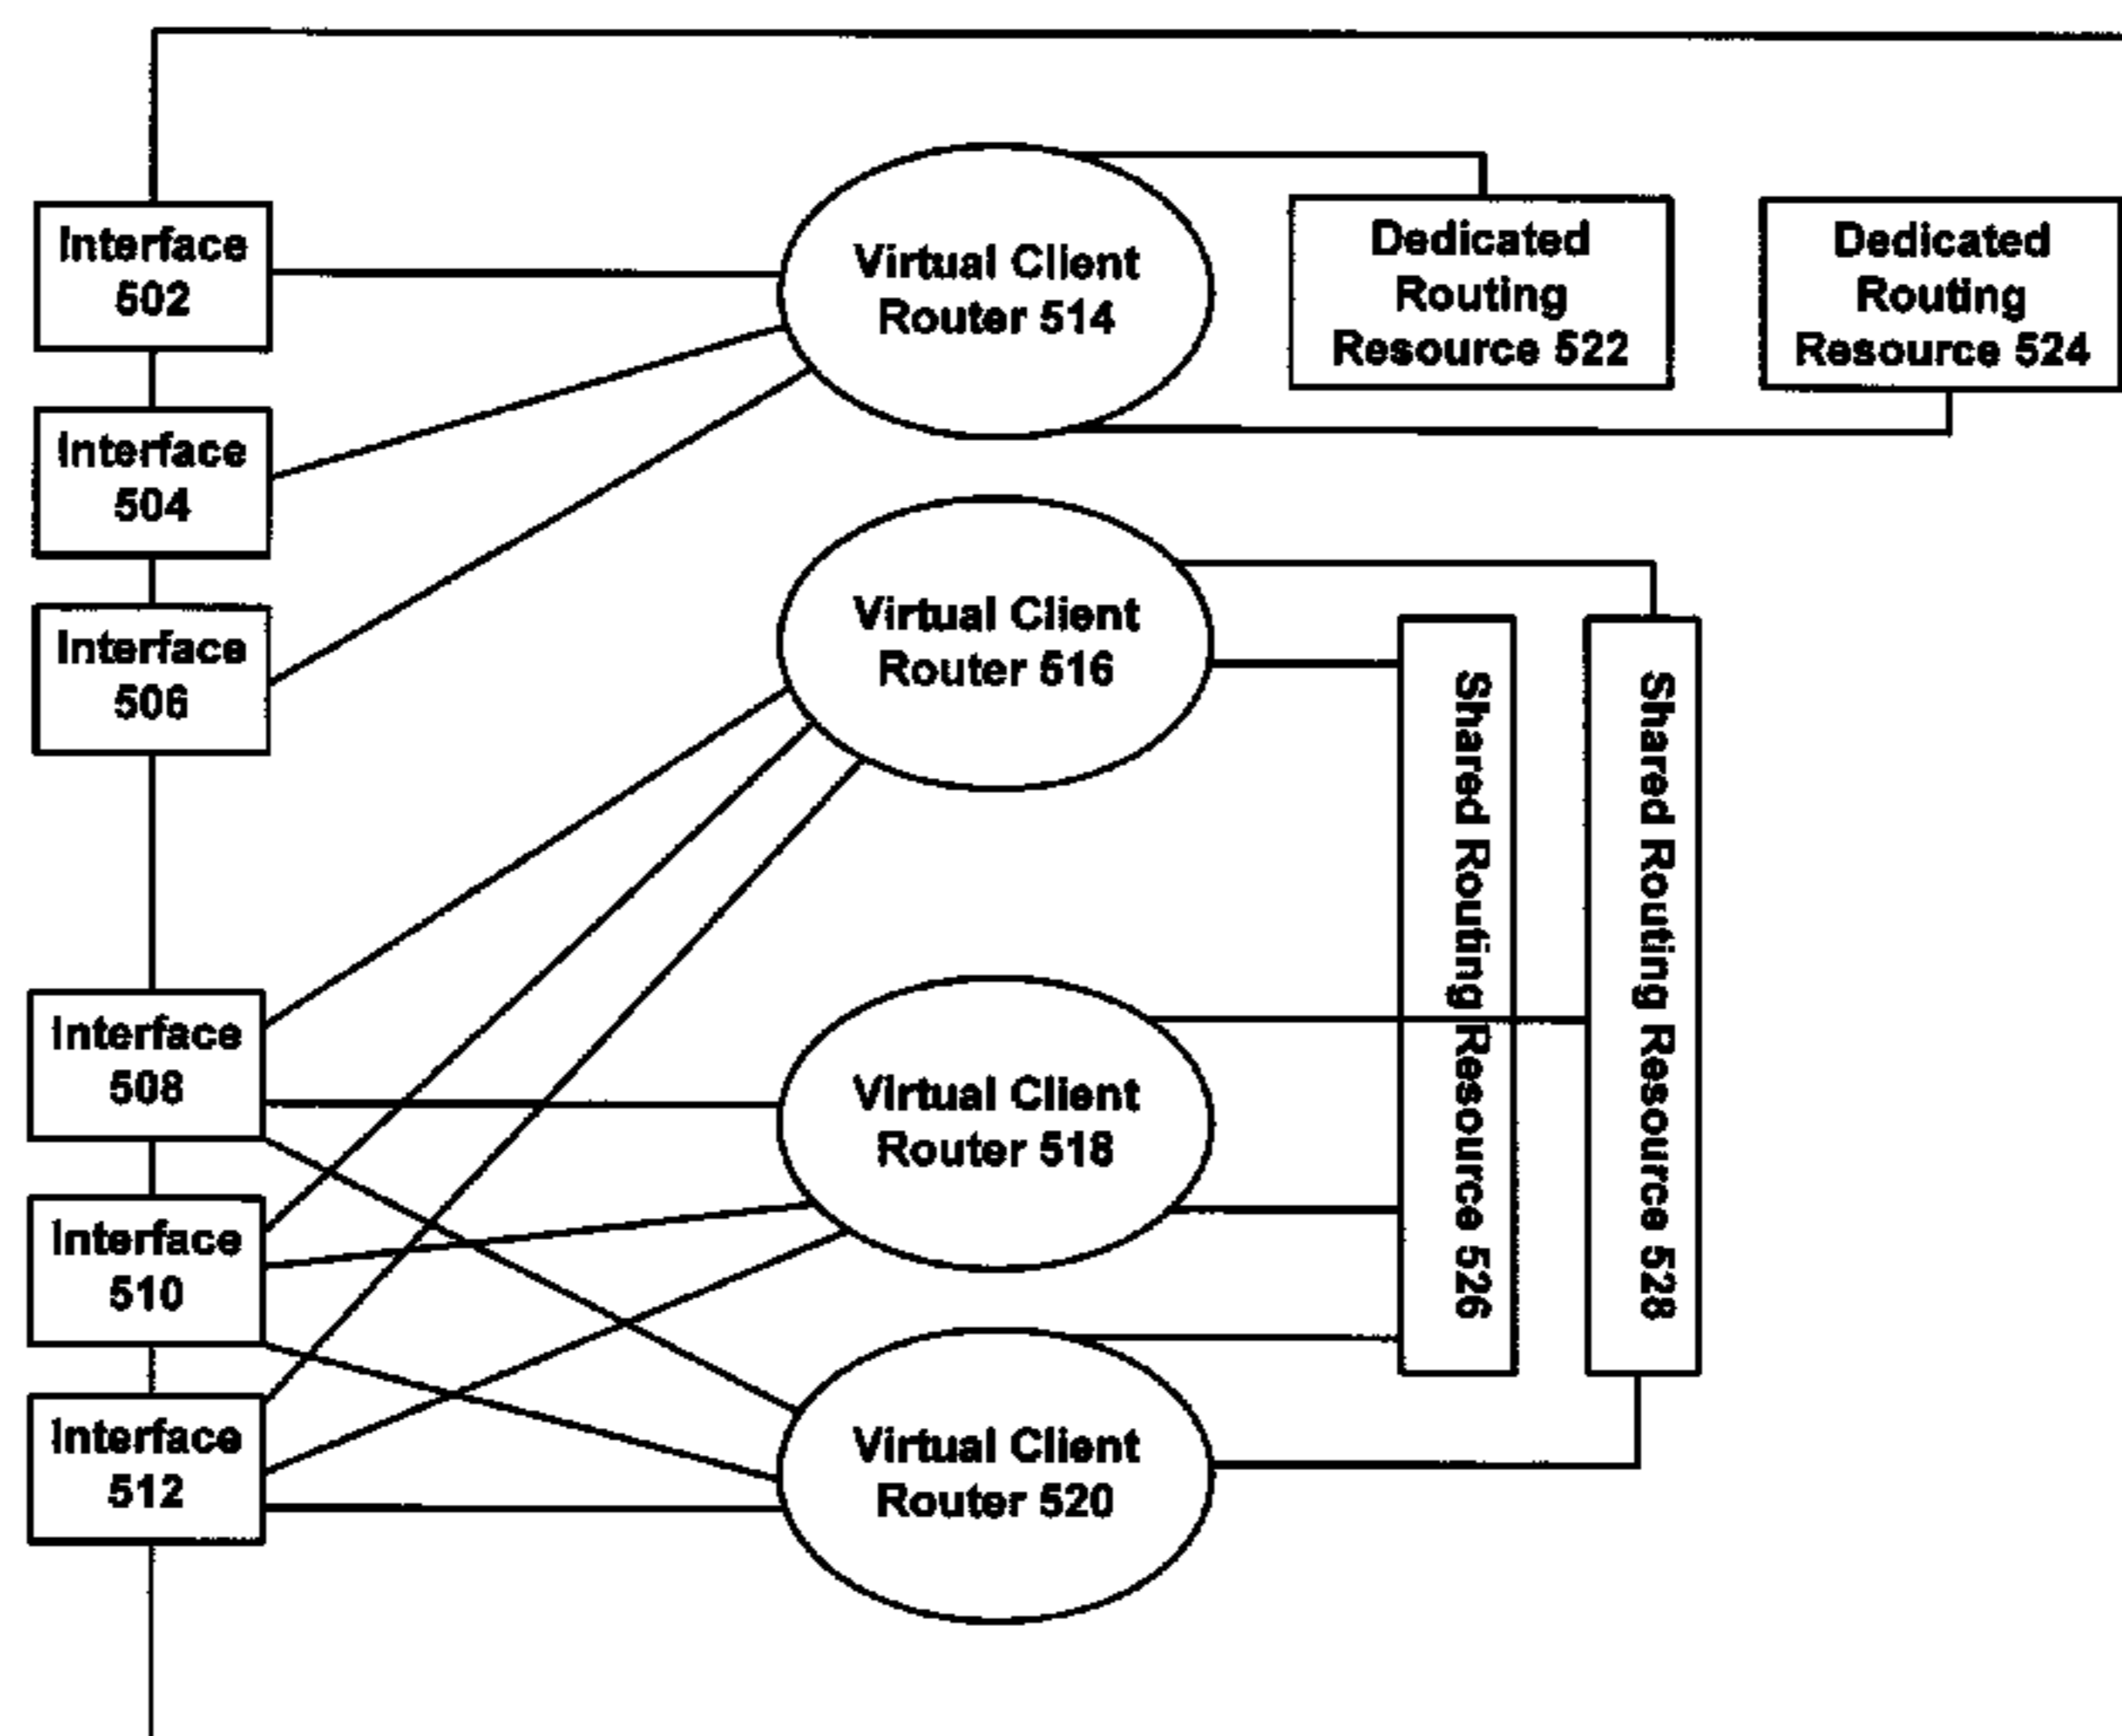 Interface
502
Interface
504
Interface
506
Interface
508
Interface
510
Interface
512
Virtual Client
Router 514
Virtual Client
Router 516
Virtual Client
Router 518
Virtual Client
Router 520
Dedicated
Routing
Resource 522
Dedicated
Routing
Resource 524
Shared Routing Resource 526
Shared Routing Resource 528